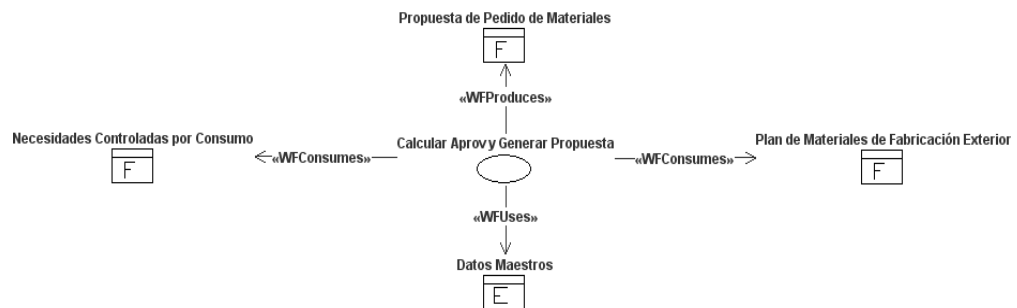 Propuesta de Pedido de Materiales
F
«WFProduces»
Necesidades Controladas por Consumo
F
«WFConsumes»
Calcular Aprov y Generar Propuesta
«WFConsumes»
Plan de Materiales de Fabricación Exterior
F
«WFUses»
Datos Maestros
E